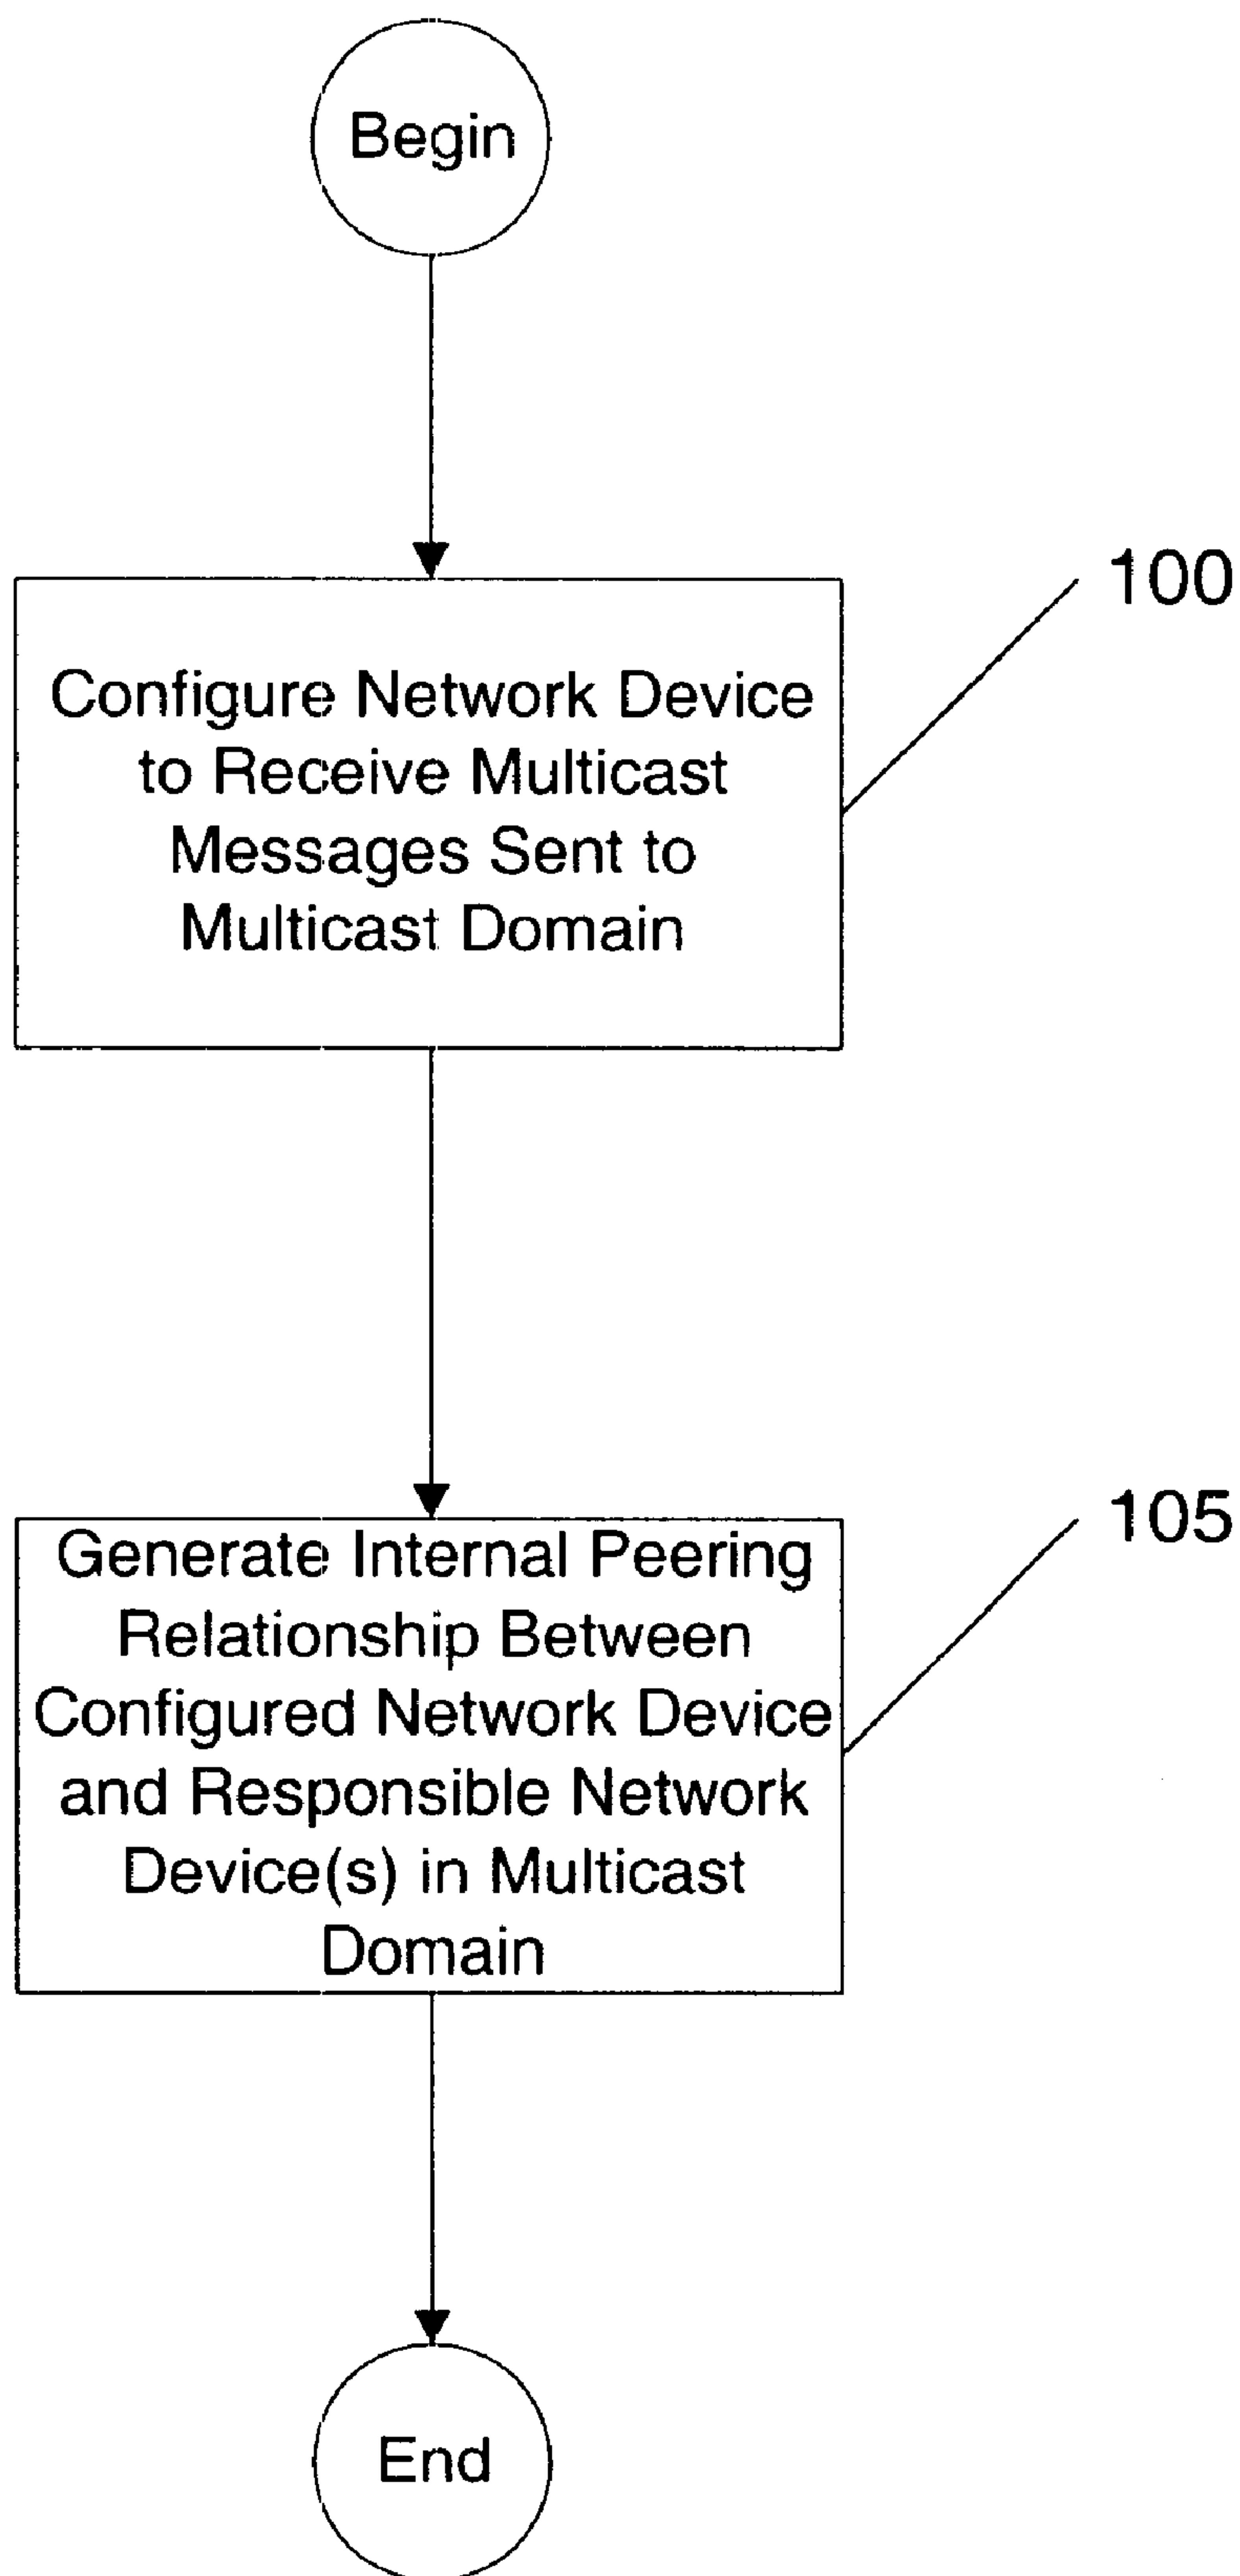 Begin
100
Configure Network Device
to Receive Multicast
Messages Sent to
Multicast Domain
105
Generate Internal Peering
Relationship Between
Configured Network Device
and Responsible Network
Device(s) in Multicast
Domain
End